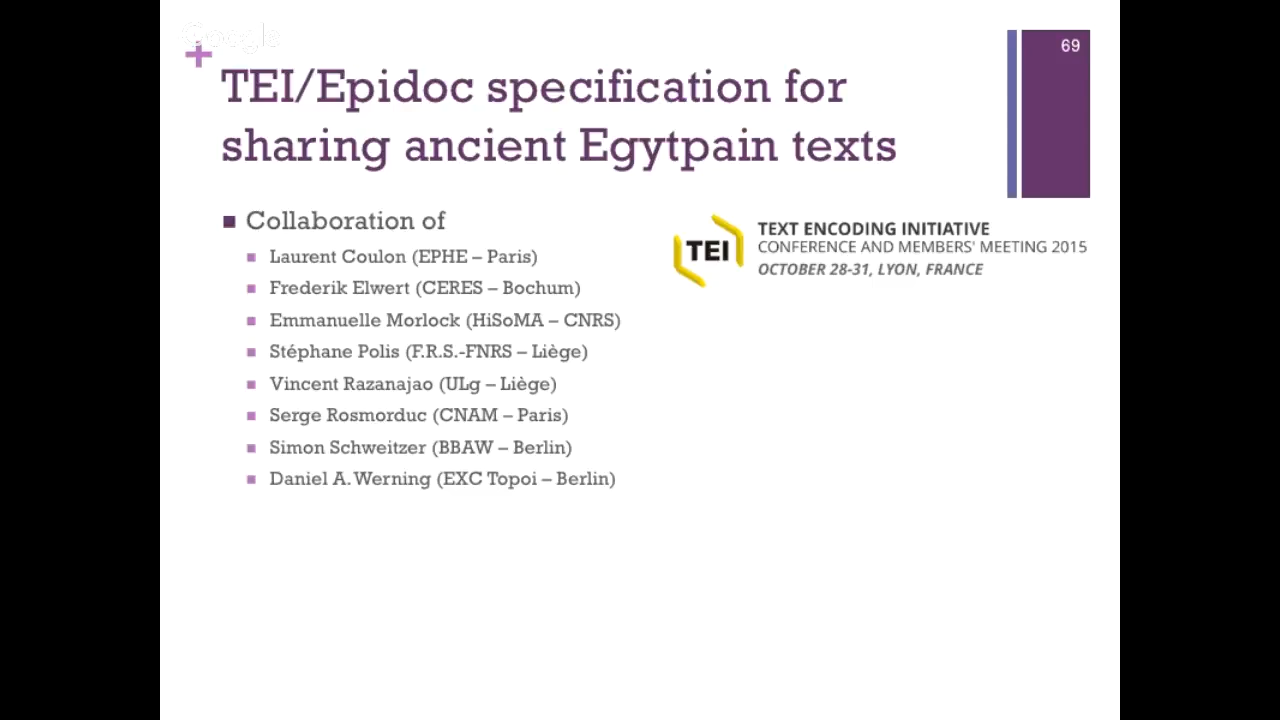 Google
69
+
TEI/Epidoc specification for
sharing ancient Egytpain texts
Collaboration of
Laurent Coulon (EPHE – Paris)
Frederik Elwert (CERES – Bochum)
Emmanuelle Morlock (HiSoMA – CNRS)
Stéphane Polis (F.R.S.-FNRS – Liège)
Vincent Razanajao (ULg – Liège)
Serge Rosmorduc (CNAM – Paris)
Simon Schweitzer (BBAW – Berlin)
Daniel A. Werning (EXC Topoi – Berlin)
TEI
TEXT ENCODING INITIATIVE
CONFERENCE AND MEMBERS' MEETING 2015
OCTOBER 28-31, LYON, FRANCE